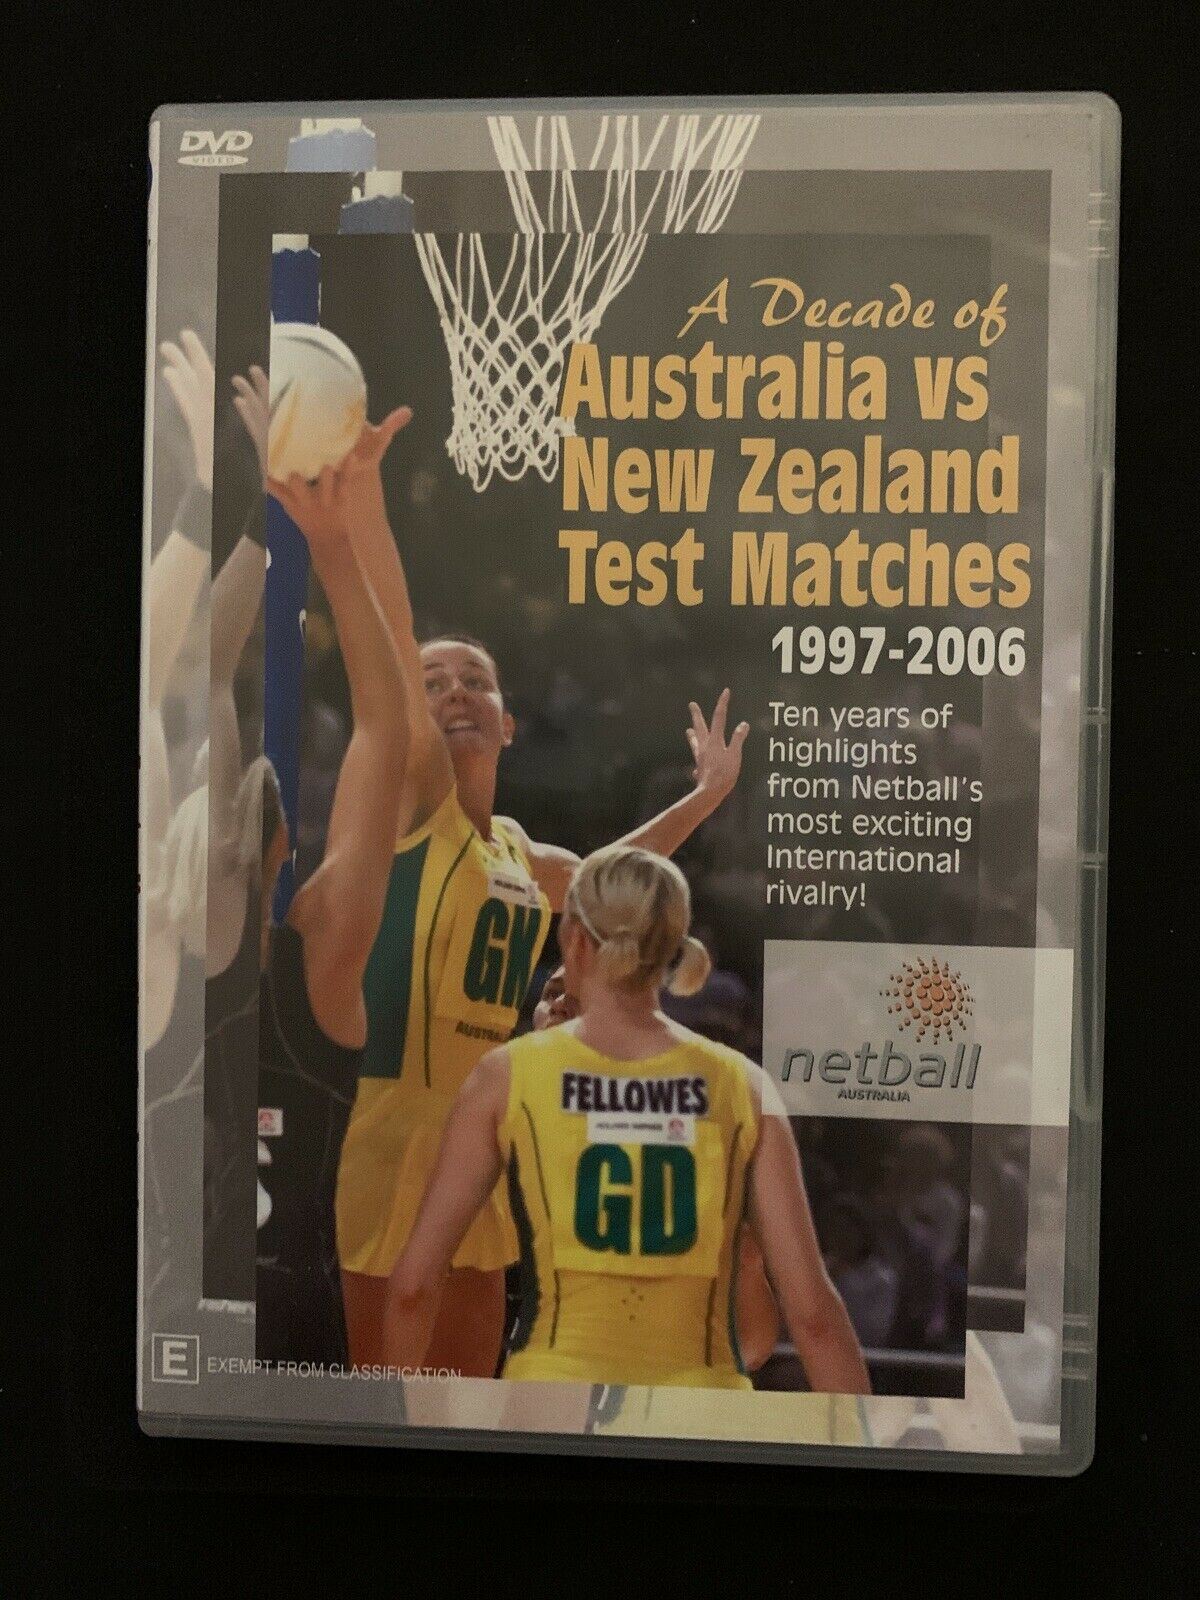 DVD
VIDEO
A Decade of
Australia vs
New Zealand
Test Matches
1997-2006
Ten years of
highlights
from Netball's
most exciting
International
rivalry!
netball
AUSTRALIA
GK
FELLOWES
GD
E EXEMPT FROM CLASSIFICATION